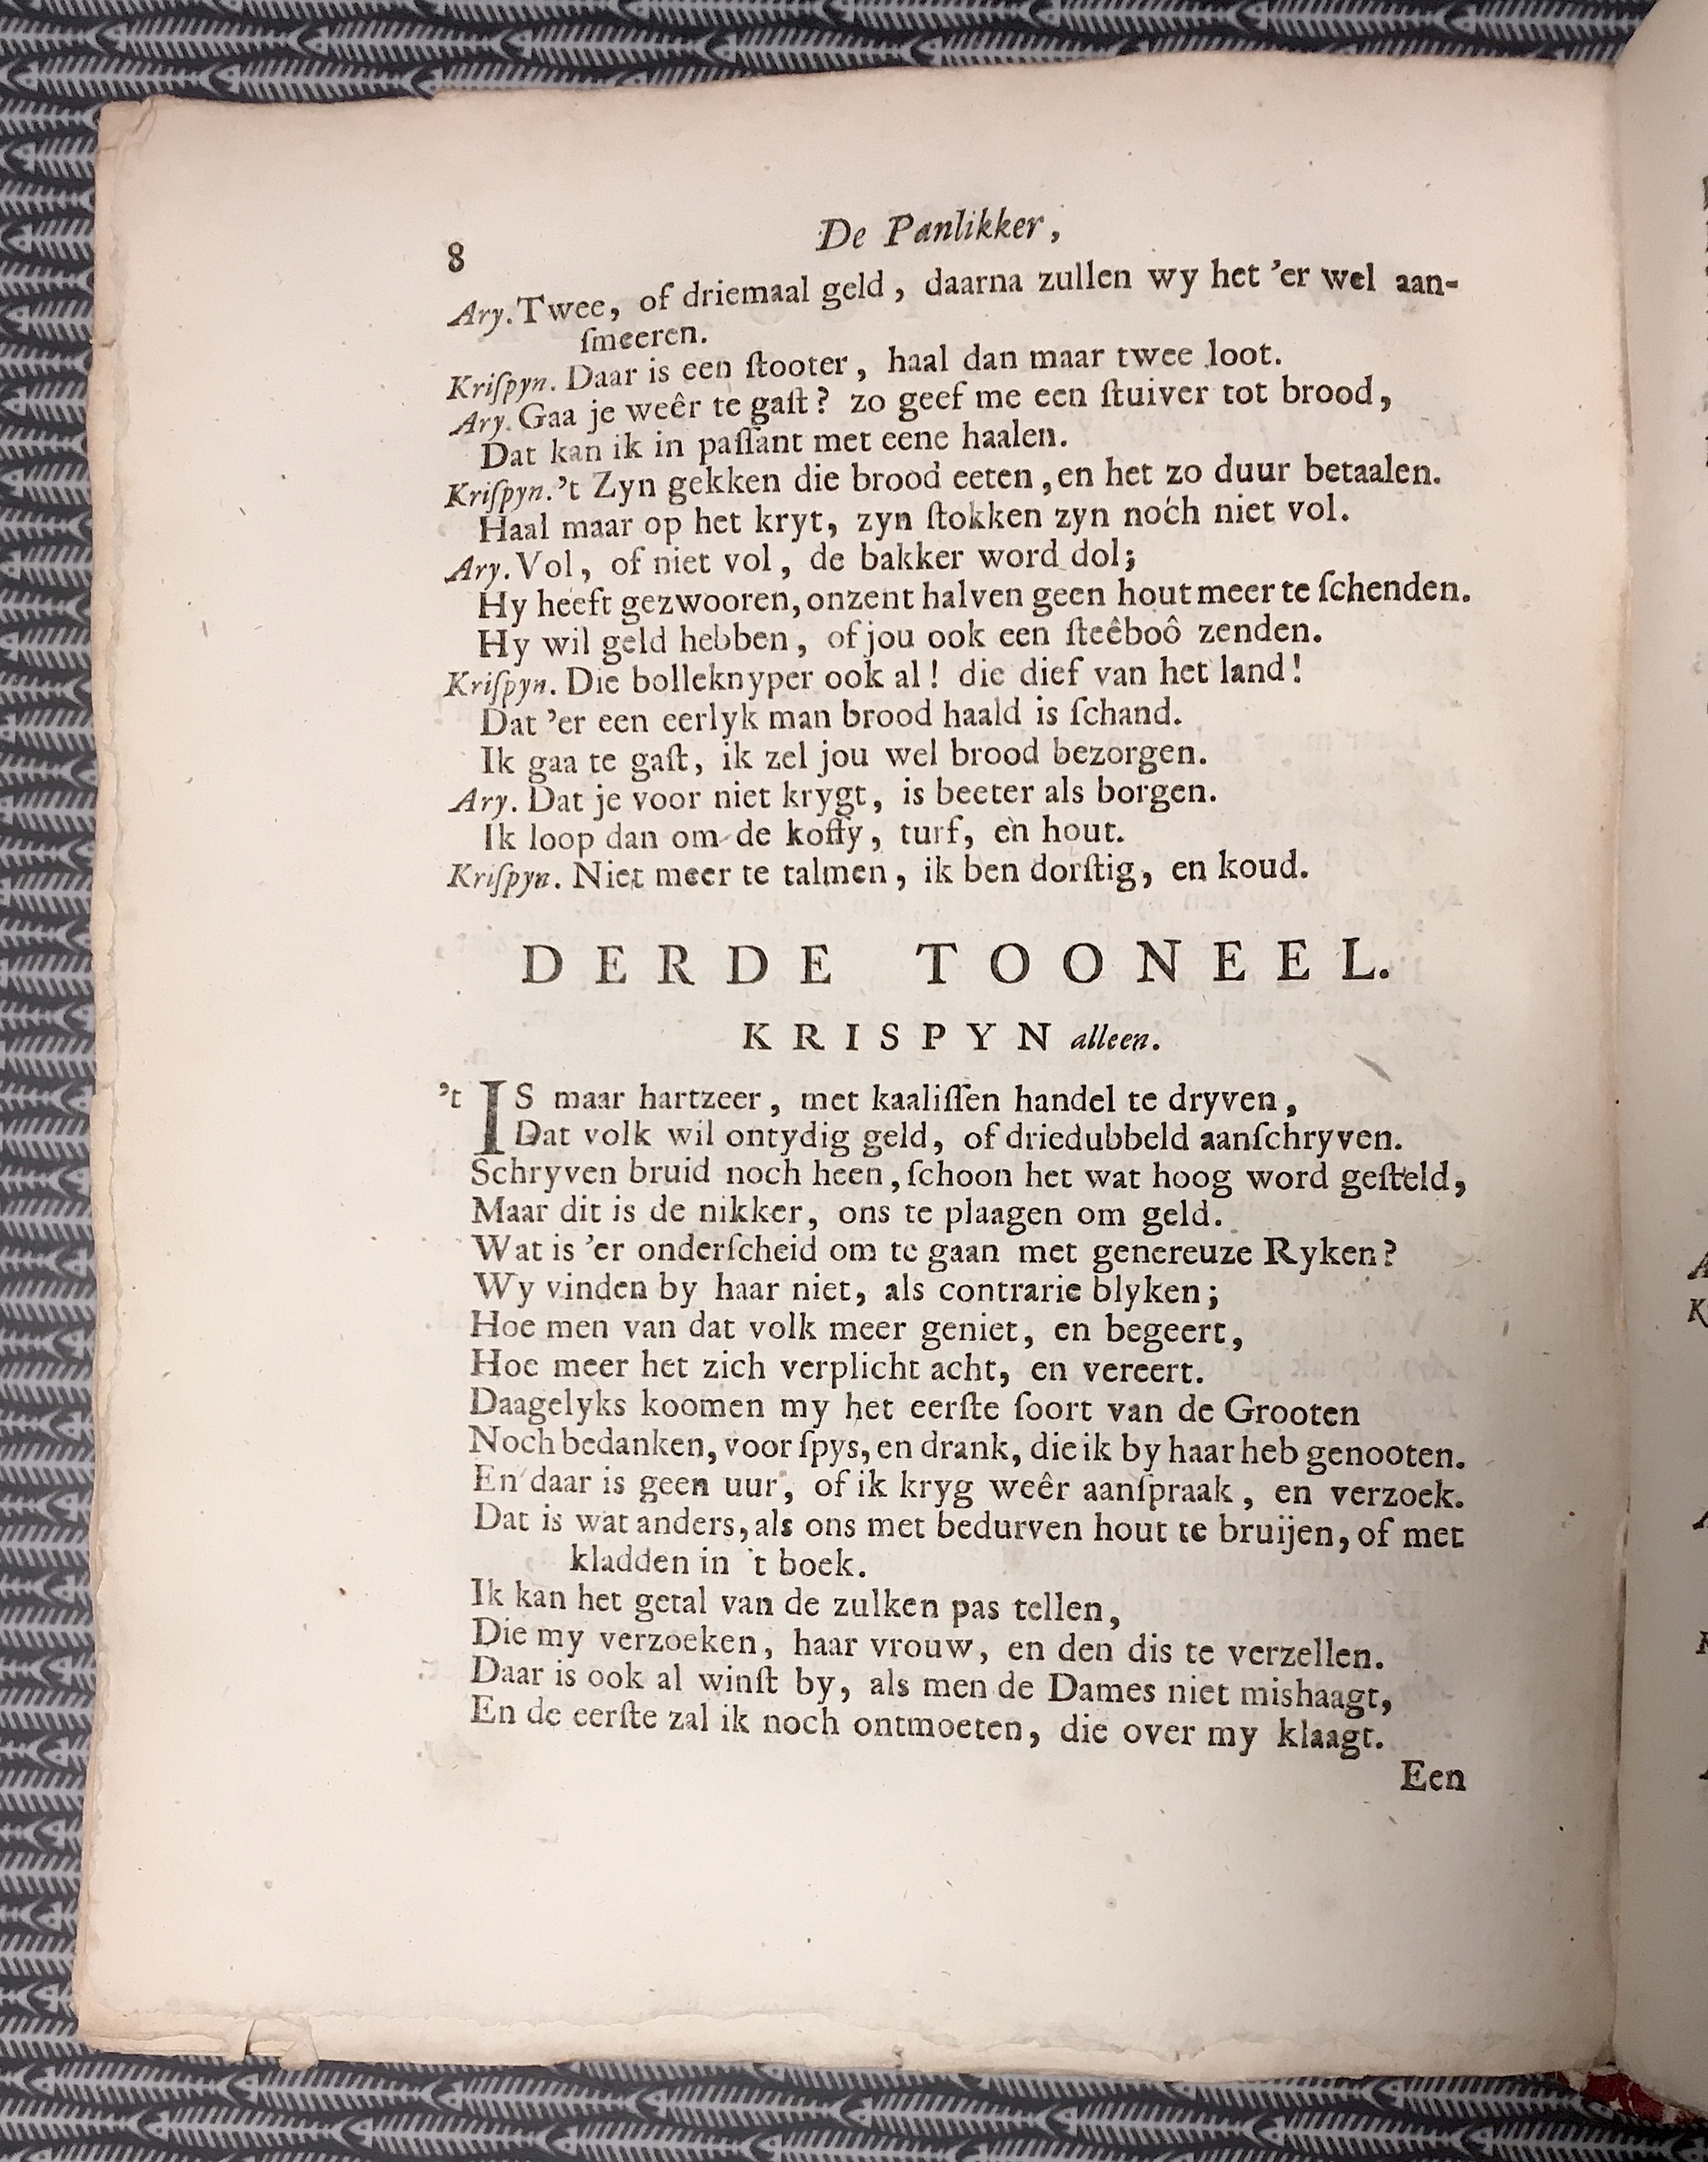 8
De Panlikker,
Ary. Twee, of driemaal geld, daarna zullen wy het 'er wel aan-
ſmeeren.
Kriſpyn. Daar is een ſtooter, haal dan maar twee loot.
Ary. Gaa je weêr te gaſt? zo geef me een ſtuiver tot brood,
Dat kan ik in paſſant met eene haalen.
Kriſpyn. 't Zyn gekken die brood eeten, en het zo duur betaalen.
Haal maar op het kryt, zyn ſtokken zyn noch niet vol.
Ary. Vol, of niet vol, de bakker word dol;
Hy heeft gezwooren, onzent halven geen hout meer te ſchenden.
Hy wil geld hebben, of jou ook een ſteêboô zenden.
Kriſpyn. Die bolleknyper ook al! die dief van het land!
Dat 'er een eerlyk man brood haald is ſchand.
Ik gaa te gaſt, ik zel jou wel brood bezorgen.
Ary. Dat je voor niet krygt, is beeter als borgen.
Ik loop dan om de koffy, turf, en hout.
Kriſpyn. Niet meer te talmen, ik ben dorſtig, en koud.
DERDE TOONEEL.
KRISPYN alleen.
't IS maar hartzeer, met kaaliſſen handel te dryven,
Dat volk wil ontydig geld, of driedubbeld aanſchryven.
Schryven bruid noch heen, ſchoon het wat hoog word geſteld,
Maar dit is de nikker, ons te plaagen om geld.
Wat is 'er onderſcheid om te gaan met genereuze Ryken?
Wy vinden by haar niet, als contrarie blyken;
Hoe men van dat volk meer geniet, en begeert,
Hoe meer het zich verplicht acht, en vereert.
Daagelyks koomen my het eerſte ſoort van de Grooten
Noch bedanken, voor ſpys, en drank, die ik by haar heb genooten.
En daar is geen uur, of ik kryg weêr aanſpraak, en verzoek.
Dat is wat anders, als ons met bedurven hout te bruijen, of met
kladden in 't boek.
Ik kan het getal van de zulken pas tellen,
Die my verzoeken, haar vrouw, en den dis te verzellen.
Daar is ook al winſt by, als men de Dames niet mishaagt,
En de eerſte zal ik noch ontmoeten, die over my klaagt.
Een